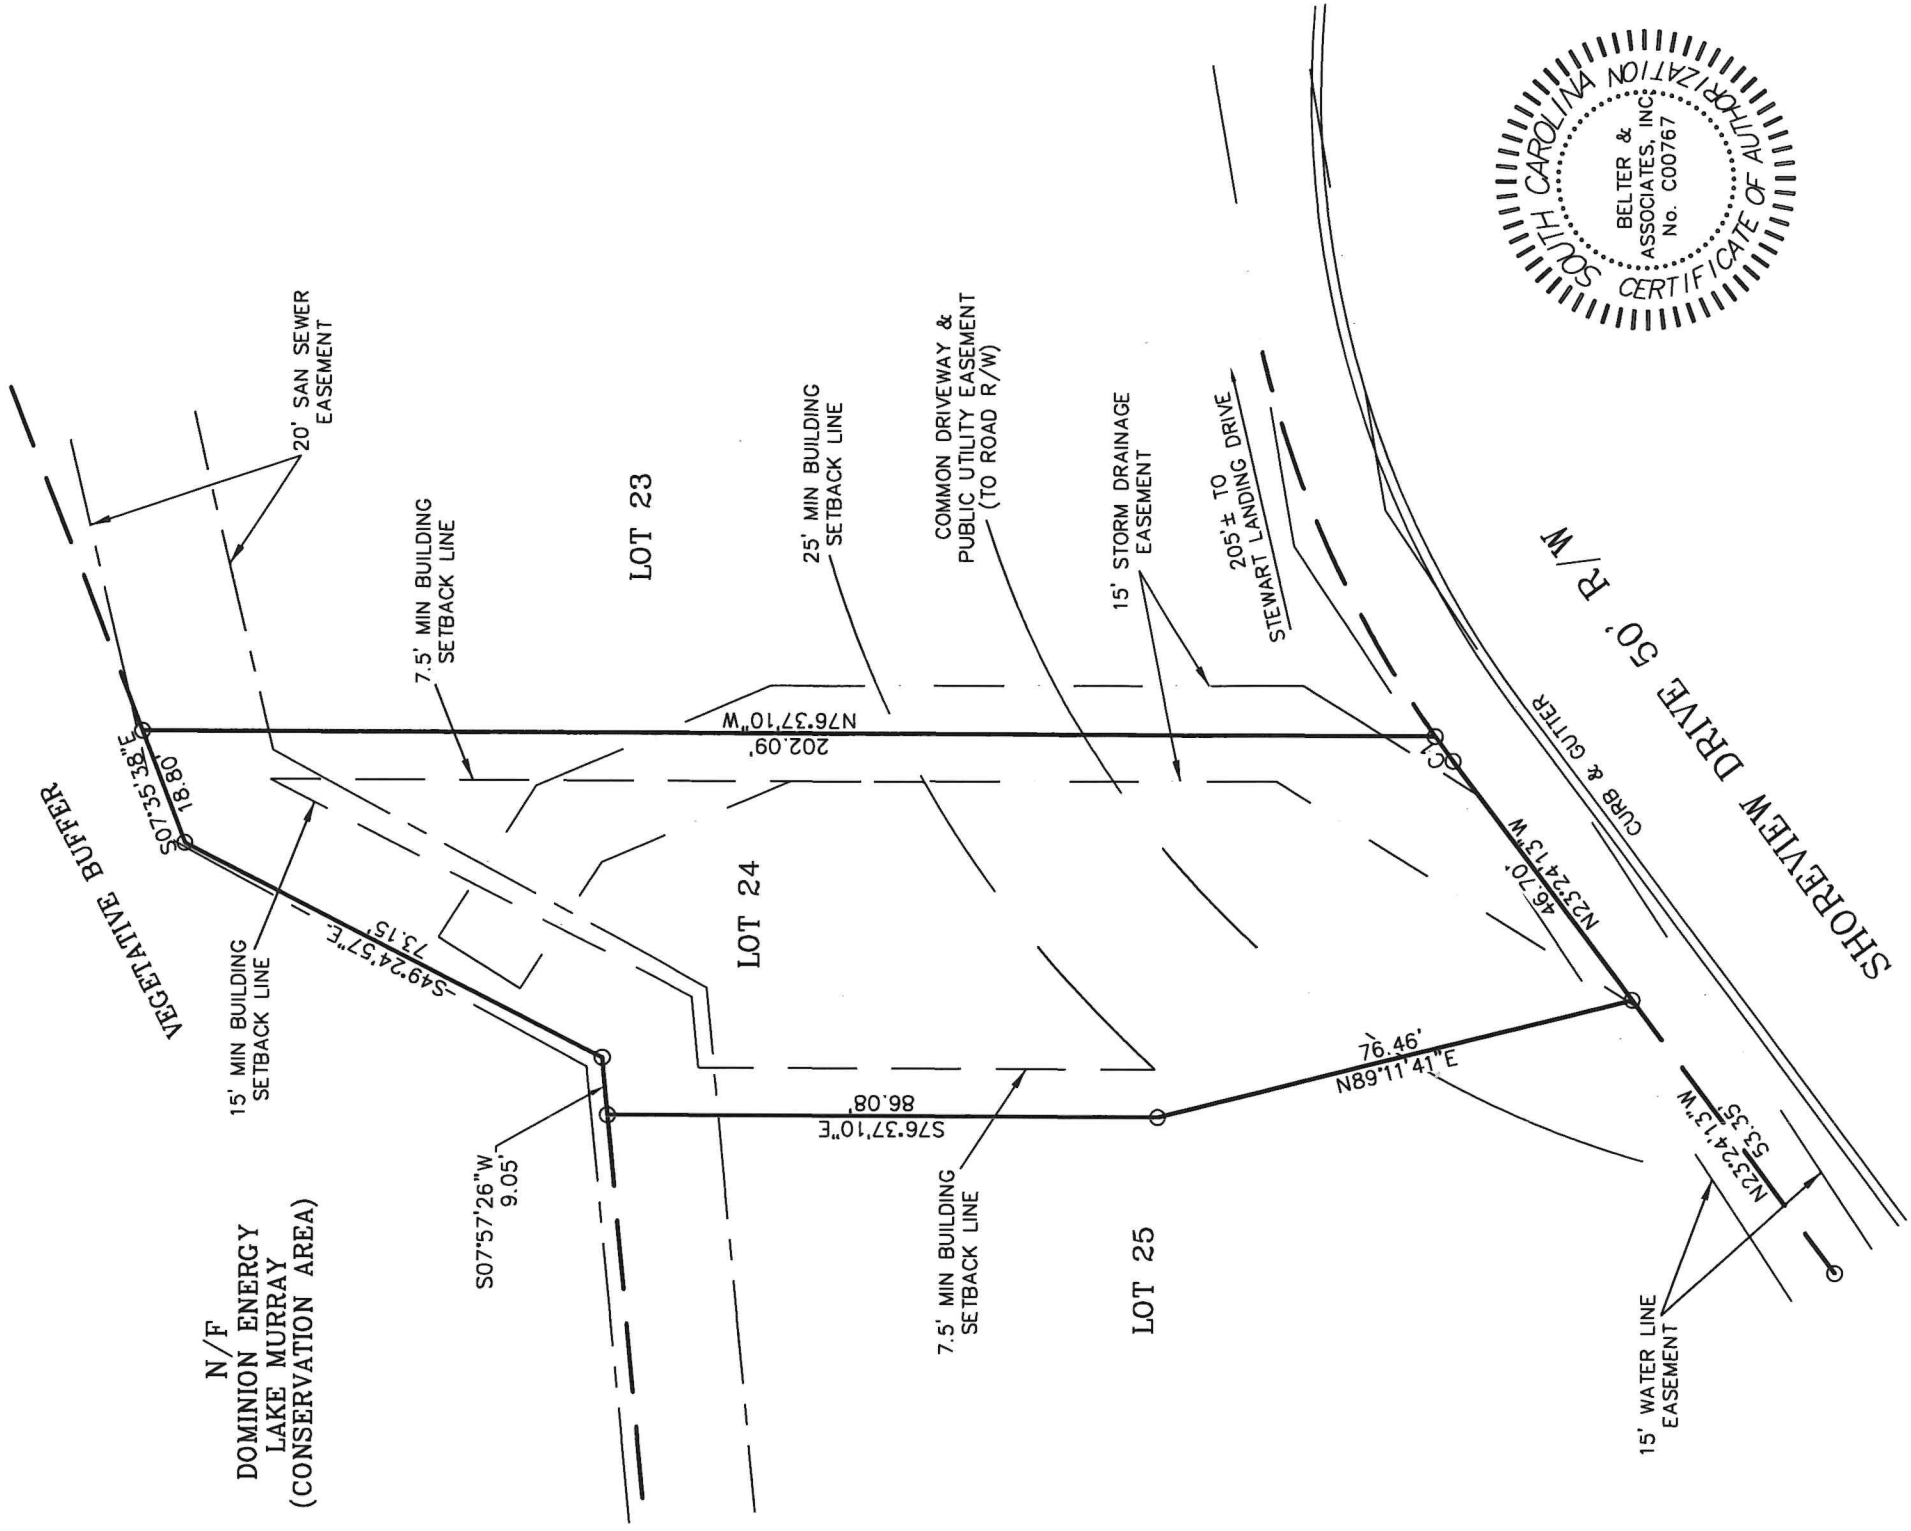 VEGETATIVE BUFFER
20' SAN SEWER
EASEMENT
S07°35'38"E
18.80'
7.5' MIN BUILDING
SETBACK LINE
LOT 23
25' MIN BUILDING
SETBACK LINE
COMMON DRIVEWAY &
PUBLIC UTILITY EASEMENT
(TO ROAD R/W)
15' STORM DRAINAGE
EASEMENT
205'± TO
STEWART LANDING DRIVE
SOUTH CAROLINA
BELTER &
ASSOCIATES, INC
No. C00767
CERTIFICATE OF AUTHORIZATION
N76°37'10"W
202.09'
15' MIN BUILDING
SETBACK LINE
S49°24'57"E
73.15'
LOT 24
C1
46.70'
N23°24'13"W
CURB & GUTTER
SHOREVIEW DRIVE 50' R/W
N/F
DOMINION ENERGY
LAKE MURRAY
(CONSERVATION AREA)
S07°57'26"W
9.05'
86.08'
S76°37'10"E
76.46'
N89°11'41"E
7.5' MIN BUILDING
SETBACK LINE
LOT 25
N23°24'13"W
53.35'
15' WATER LINE
EASEMENT